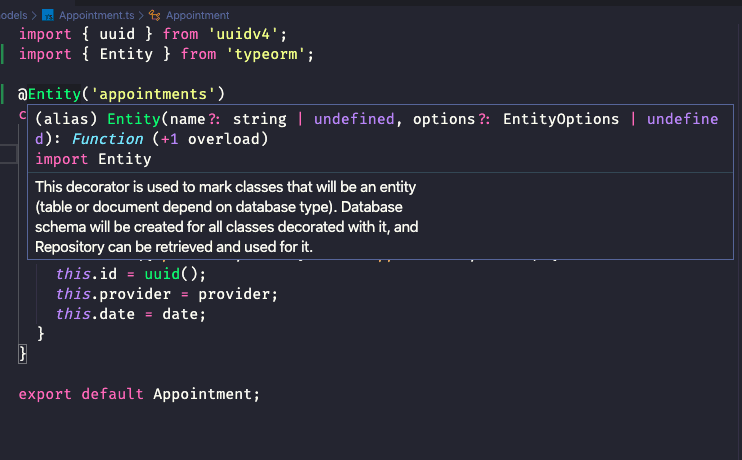 models > Appointment.ts > Appointment
import { uuid } from 'uuidv4';
import { Entity } from 'typeorm';
@Entity('appointments')
c
(alias) Entity(name?: string | undefined, options?: EntityOptions | undefine
d): Function (+1 overload)
import Entity
This decorator is used to mark classes that will be an entity
(table or document depend on database type). Database
schema will be created for all classes decorated with it, and
Repository can be retrieved and used for it.
this.id = uuid();
this.provider = provider;
this.date = date;
}
}
export default Appointment;